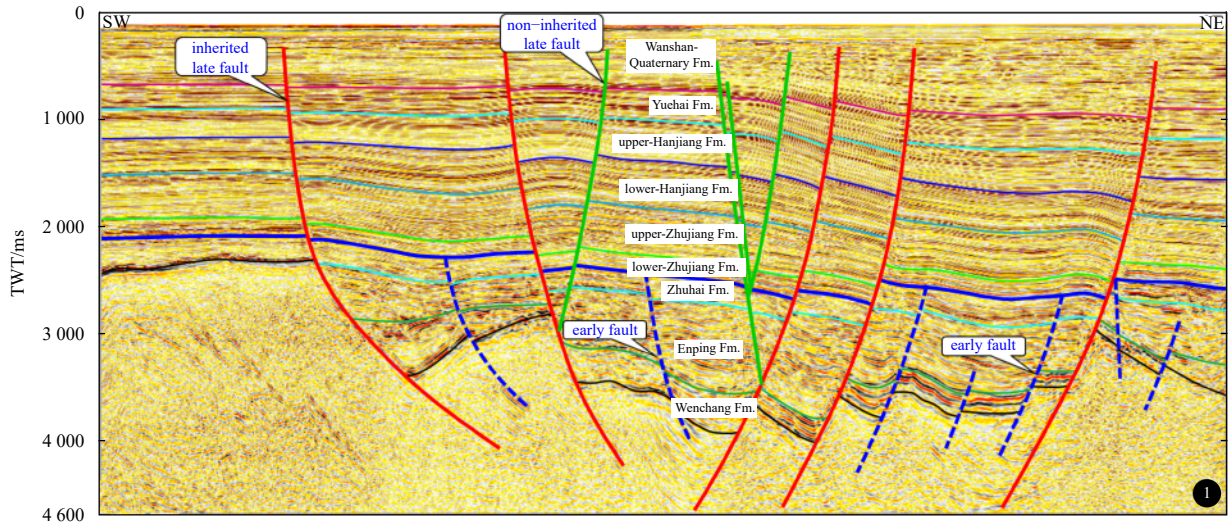 0
SW
NE
inherited
late fault
non−inherited
late fault
Wanshan-
Quaternary Fm.
Yuehai Fm.
1 000
upper-Hanjiang Fm.
lower-Hanjiang Fm.
2 000
upper-Zhujiang Fm.
TWT/ms
lower-Zhujiang Fm.
Zhuhai Fm.
3 000
early fault
Enping Fm.
early fault
Wenchang Fm.
4 000
1
4 600